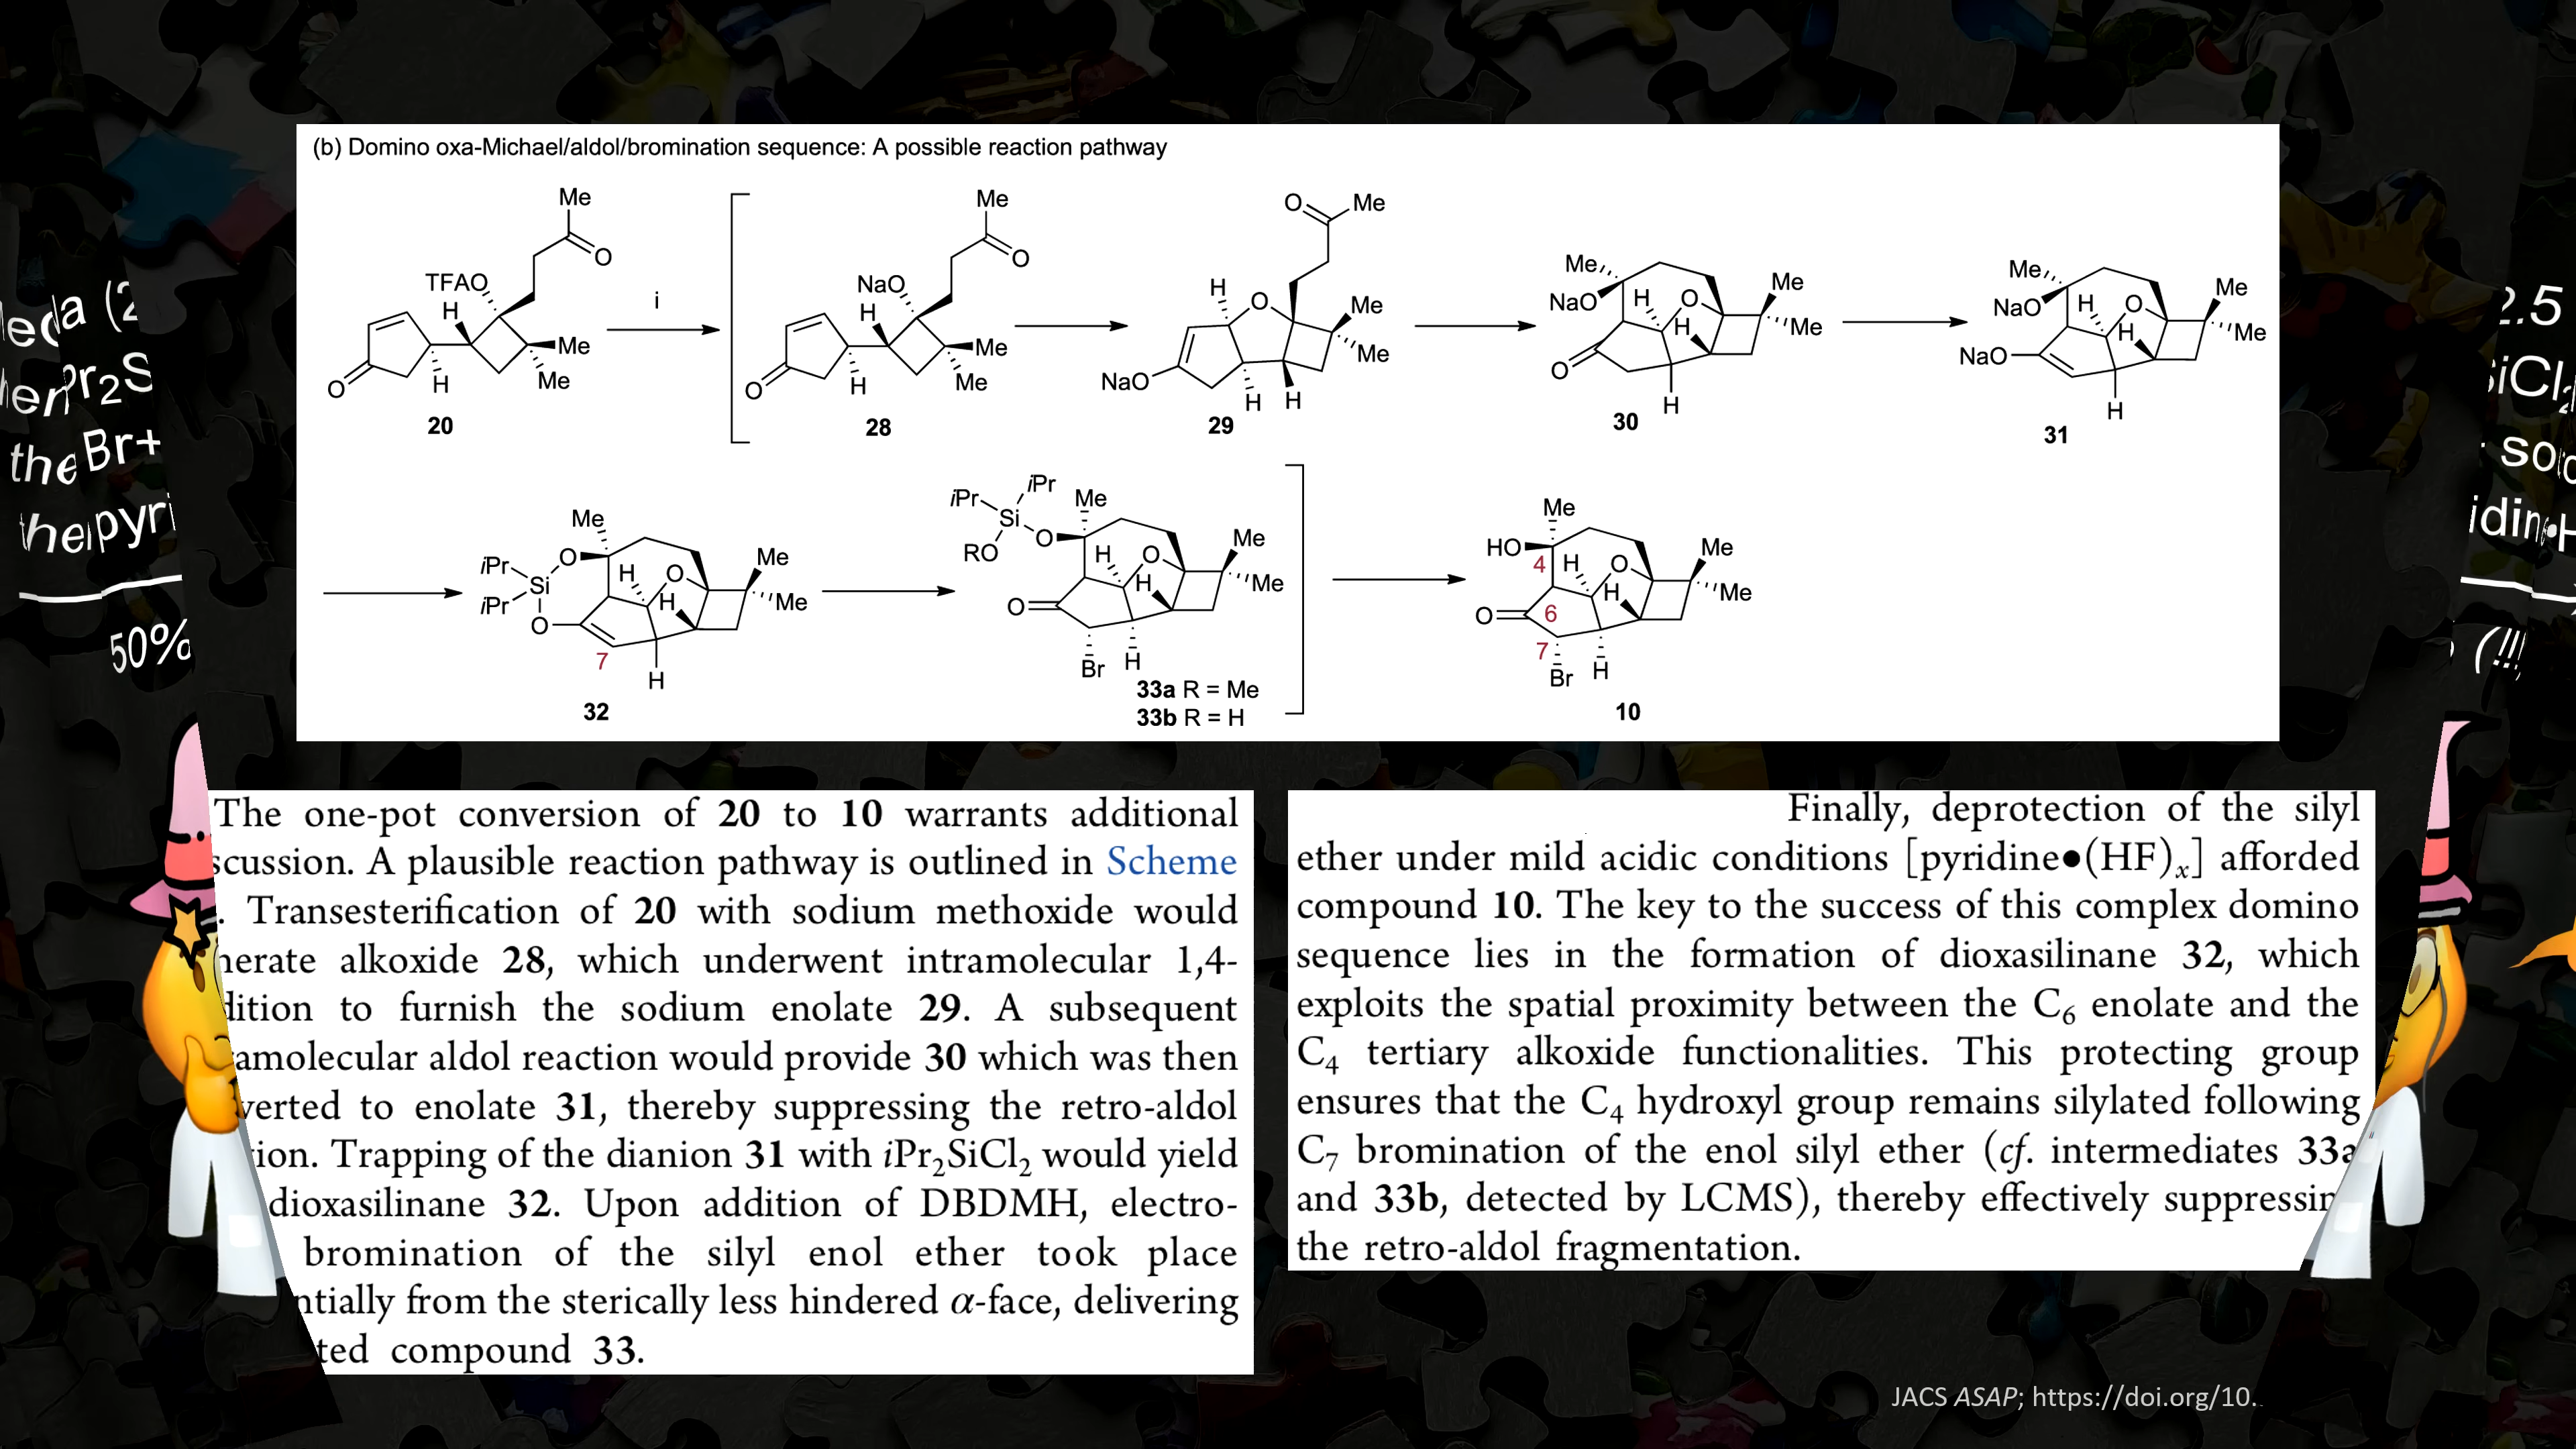 (b) Domino oxa-Michael/aldol/bromination sequence: A possible reaction pathway
Me
O
TFAO
H
O
H
20
i
Me
O
NaO
H
Me
Me
O
H
28
O
Me
H
O
Me
Me
NaO
H
H
29
Me
NaO
H
O
H
Me
Me
O
H
30
Me
NaO
H
O
H
Me
Me
NaO
H
31
Me
Me
Me
O
iPr
Si
iPr
O
H
O
H
Me
Me
7
H
32
iPr
iPr
Me
Si
O
RO
H
O
H
Me
Me
O
Br
H
33a R = Me
33b R = H
Me
HO
4
H
O
H
Me
Me
O
6
7
Br
H
10
the Br+
50%
2.5
(!!!
The one-pot conversion of 20 to 10 warrants additional
scussion. A plausible reaction pathway is outlined in Scheme
. Transesterification of 20 with sodium methoxide would
nerate alkoxide 28, which underwent intramolecular 1,4-
dition to furnish the sodium enolate 29. A subsequent
ramolecular aldol reaction would provide 30 which was then
verted to enolate 31, thereby suppressing the retro-aldol
tion. Trapping of the dianion 31 with iPr₂SiCl₂ would yield
dioxasilinane 32. Upon addition of DBDMH, electro-
bromination of the silyl enol ether took place
ntially from the sterically less hindered α-face, delivering
ted compound 33.
Finally, deprotection of the silyl
ether under mild acidic conditions [pyridine●(HF)ₓ] afforded
compound 10. The key to the success of this complex domino
sequence lies in the formation of dioxasilinane 32, which
exploits the spatial proximity between the C₆ enolate and the
C₄ tertiary alkoxide functionalities. This protecting group
ensures that the C₄ hydroxyl group remains silylated following
C₇ bromination of the enol silyl ether (cf. intermediates 33a
and 33b, detected by LCMS), thereby effectively suppressin
the retro-aldol fragmentation.
JACS ASAP; https://doi.org/10.